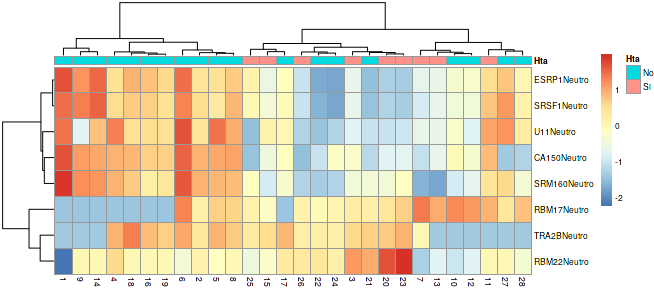 Hta
Hta
No
SI
1
0
-1
-2
ESRP1Neutro
SRSF1Neutro
U11Neutro
CA150Neutro
SRM160Neutro
RBM17Neutro
TRA2BNeutro
RBM22Neutro
1 9 14 4 18 16 19 6 2 5 8 25 15 17 26 22 24 3 21 20 23 7 13 10 12 11 27 28